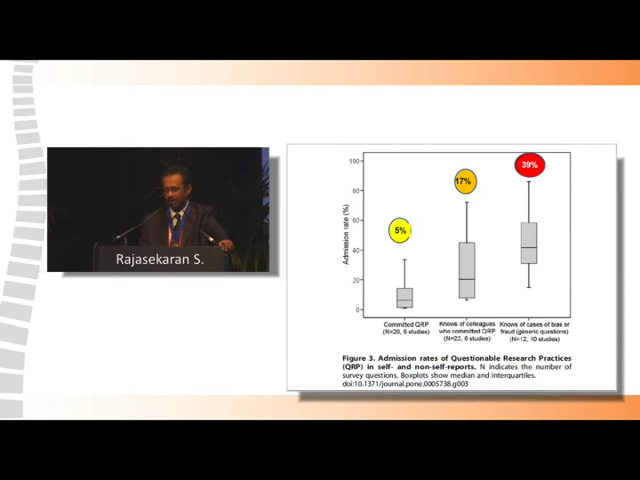 Rajasekaran S.
5%
17%
39%
100
80
60
40
20
0
Admission rate (%)
Committed QRP
(N=20, 6 studies)
Knows of colleagues
who committed QRP
(N=23, 6 studies)
Knows of cases of bas or
fraud (generic questions)
(N=12, 10 studies)
Figure 3. Admission rates of Questionable Research Practices
(QRP) in self- and non-self-reports. N indicates the number of
survey questions. Boxplots show median and interquartiles.
doi:10.1371/journal.pone.0005738.g003